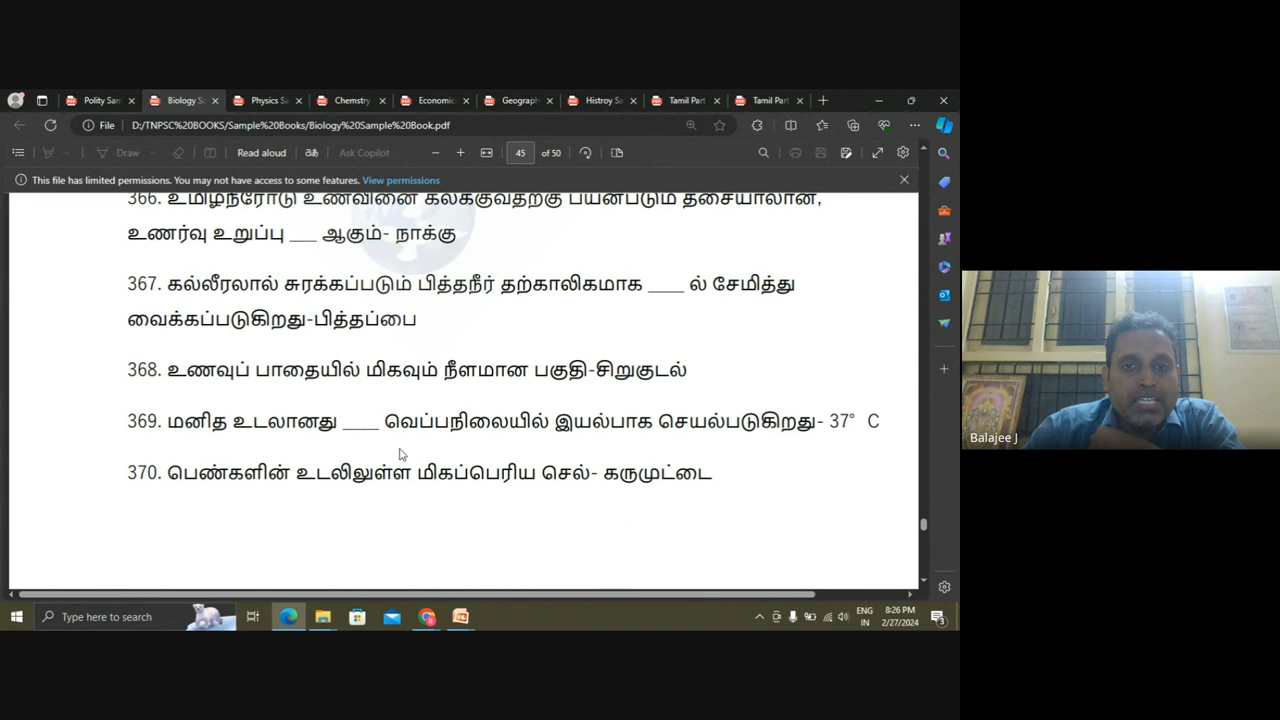 Polity Sam
Biology Sa
Physics Sa
Chemstry
Economic
Geograph
Histroy Sa
Tamil Part
Tamil Part
File D:/TNPSC%20BOOKS/Sample%20Books/Biology%20Sample%20Book.pdf
Draw
Read aloud
Ask Copilot
45 of 50
This file has limited permissions. You may not have access to some features. View permissions
366. உமிழ்நீரோடு உணவினை கலக்குவதற்கு பயன்படும் தசையாலான,
உணர்வு உறுப்பு ___ ஆகும்- நாக்கு
367. கல்லீரலால் சுரக்கப்படும் பித்தநீர் தற்காலிகமாக ____ ல் சேமித்து
வைக்கப்படுகிறது-பித்தப்பை
368. உணவுப் பாதையில் மிகவும் நீளமான பகுதி-சிறுகுடல்
369. மனித உடலானது ____ வெப்பநிலையில் இயல்பாக செயல்படுகிறது- 37° C
370. பெண்களின் உடலிலுள்ள மிகப்பெரிய செல்- கருமுட்டை
Balajee J
Type here to search
ENG
IN
8:26 PM
2/27/2024
3